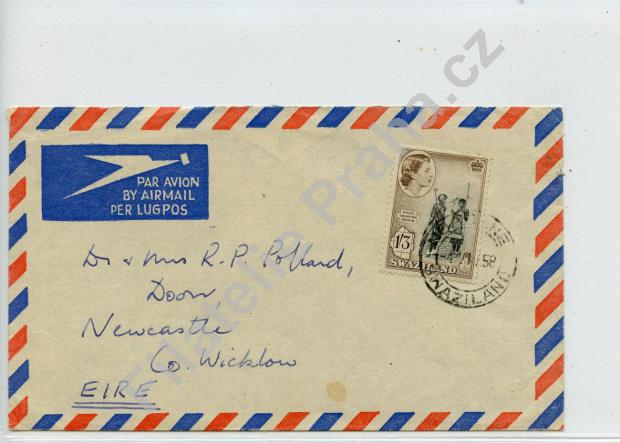 PAR AVION
BY AIRMAIL
PER LUGPOS
1/3
SWAZILAND
58
SWAZILAND
Dr & Mrs R. P. Pollard,
Door,
Newcastle
Co. Wicklow
EIRE
Filatelie Praha.cz